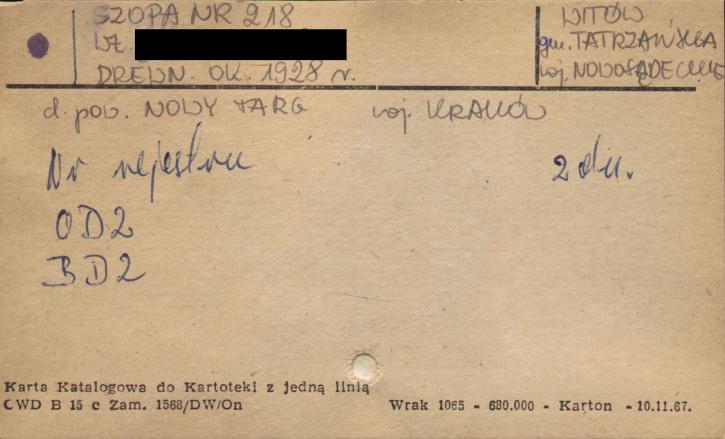 SZOPA NR 218 WITÓW
Wł. gm. TATRZAŃSKA
DREWN. OK. 1928 r. woj. NOWOSĄDECKIE
d. pow. NOWY TARG woj. KRAKÓW
Nr rejestru 2 du.
OD2
BD2
Karta Katalogowa do Kartoteki z jedną linią
CWD B 15 c Zam. 1568/DW/On Wrak 1065 - 680.000 - Karton - 10.11.67.